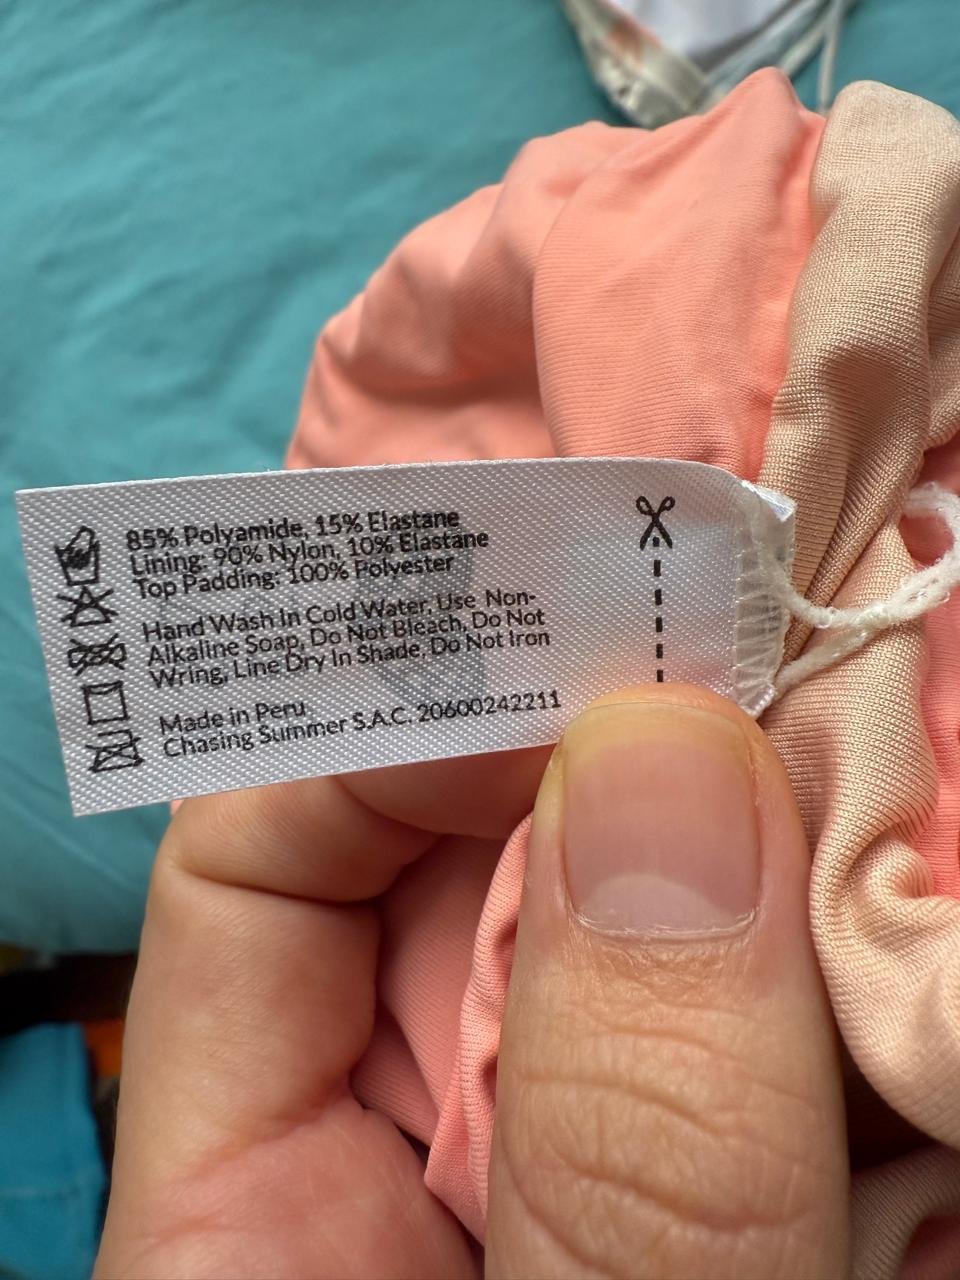 85% Polyamide, 15% Elastane
Lining: 90% Nylon, 10% Elastane
Top Padding: 100% Polyester
Hand Wash In Cold Water, Use Non-
Alkaline Soap, Do Not Bleach, Do Not
Wring, Line Dry In Shade, Do Not Iron
Made in Peru.
Chasing Summer S.A.C. 20600242211